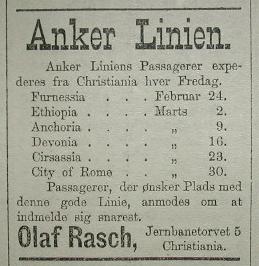 Anker Linien.
Anker Liniens Passagerer expe-
deres fra Christiania hver Fredag.
Furnessia . . . Februar 24.
Ethiopia . . . . Marts 2.
Anchoria . . . . „ 9.
Devonia . . . . „ 16.
Cirsassia . . . . „ 23.
City of Rome . . „ 30.
Passagerer, der ønsker Plads med
denne gode Linie, anmodes om at
indmelde sig snarest.
Olaf Rasch, Jernbanetorvet 5
Christiania.